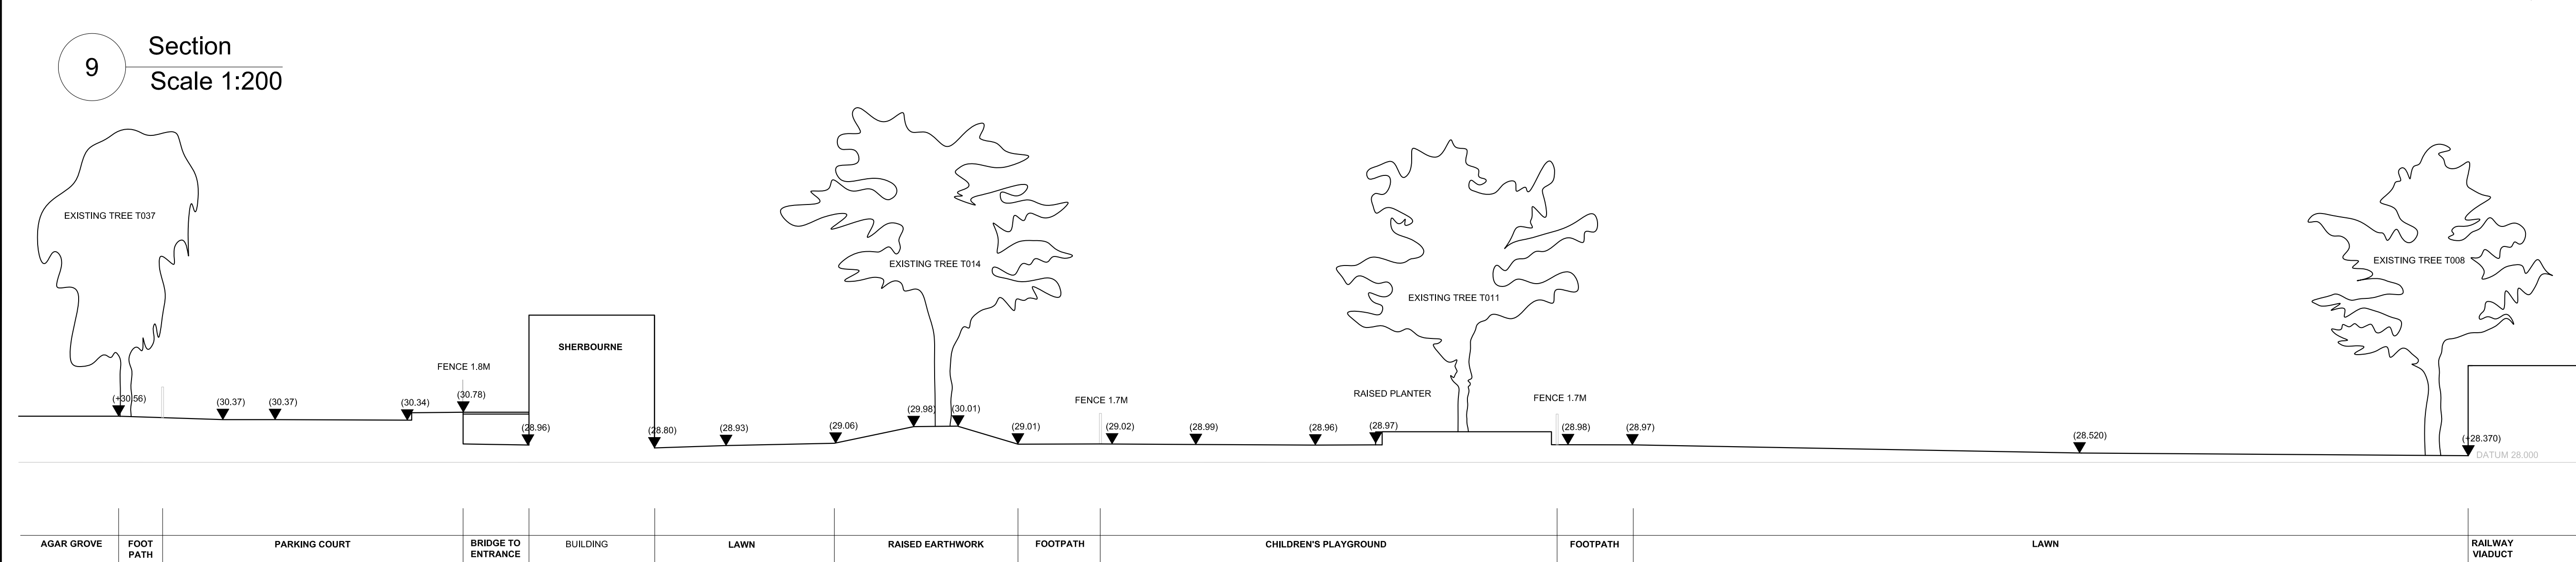 9
Section
Scale 1:200
EXISTING TREE T037
EXISTING TREE T014
EXISTING TREE T011
EXISTING TREE T008
SHERBOURNE
FENCE 1.8M
FENCE 1.7M
RAISED PLANTER
FENCE 1.7M
(+30.56)
(30.37)
(30.37)
(30.34)
(30.78)
(28.96)
(28.80)
(28.93)
(29.06)
(29.98)
(30.01)
(29.01)
(29.02)
(28.99)
(28.96)
(28.97)
(28.98)
(28.97)
(28.520)
(+28.370)
DATUM 28.000
AGAR GROVE
FOOT
PATH
PARKING COURT
BRIDGE TO
ENTRANCE
BUILDING
LAWN
RAISED EARTHWORK
FOOTPATH
CHILDREN'S PLAYGROUND
FOOTPATH
LAWN
RAILWAY
VIADUCT